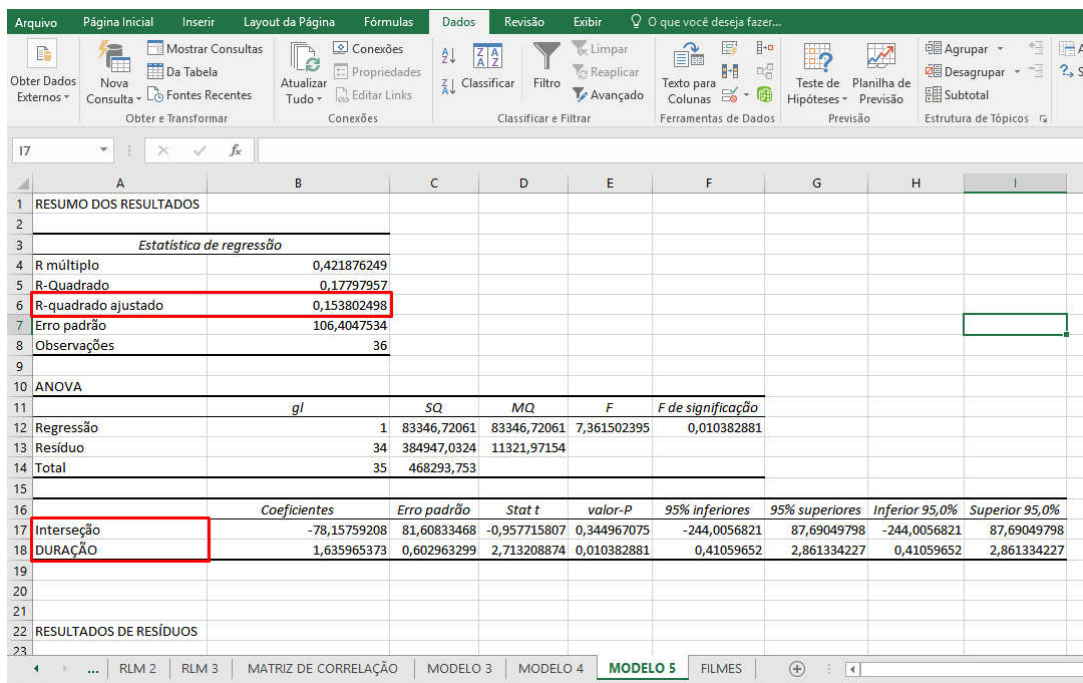 Arquivo Página Inicial Inserir Layout da Página Fórmulas Dados Revisão Exibir O que você deseja fazer...
Obter Dados Externos
Nova Consulta
Mostrar Consultas
Da Tabela
Fontes Recentes
Obter e Transformar
Atualizar Tudo
Conexões
Propriedades
Editar Links
Conexões
Classificar
Filtro
Limpar
Reaplicar
Avançado
Classificar e Filtrar
Texto para Colunas
Ferramentas de Dados
Teste de Hipóteses
Planilha de Previsão
Previsão
Agrupar
Desagrupar
Subtotal
Estrutura de Tópicos
I7 fx
A B C D E F G H I
1 RESUMO DOS RESULTADOS
2
3 Estatística de regressão
4 R múltiplo 0,421876249
5 R-Quadrado 0,17797957
6 R-quadrado ajustado 0,153802498
7 Erro padrão 106,4047534
8 Observações 36
9
10 ANOVA
11 gl SQ MQ F F de significação
12 Regressão 1 83346,72061 83346,72061 7,361502395 0,010382881
13 Resíduo 34 384947,0324 11321,97154
14 Total 35 468293,753
15
16 Coeficientes Erro padrão Stat t valor-P 95% inferiores 95% superiores Inferior 95,0% Superior 95,0%
17 Interseção -78,15759208 81,60833468 -0,957715807 0,344967075 -244,0056821 87,69049798 -244,0056821 87,69049798
18 DURAÇÃO 1,635965373 0,602963299 2,713208874 0,010382881 0,41059652 2,861334227 0,41059652 2,861334227
19
20
21
22 RESULTADOS DE RESÍDUOS
23
... RLM 2 RLM 3 MATRIZ DE CORRELAÇÃO MODELO 3 MODELO 4 MODELO 5 FILMES